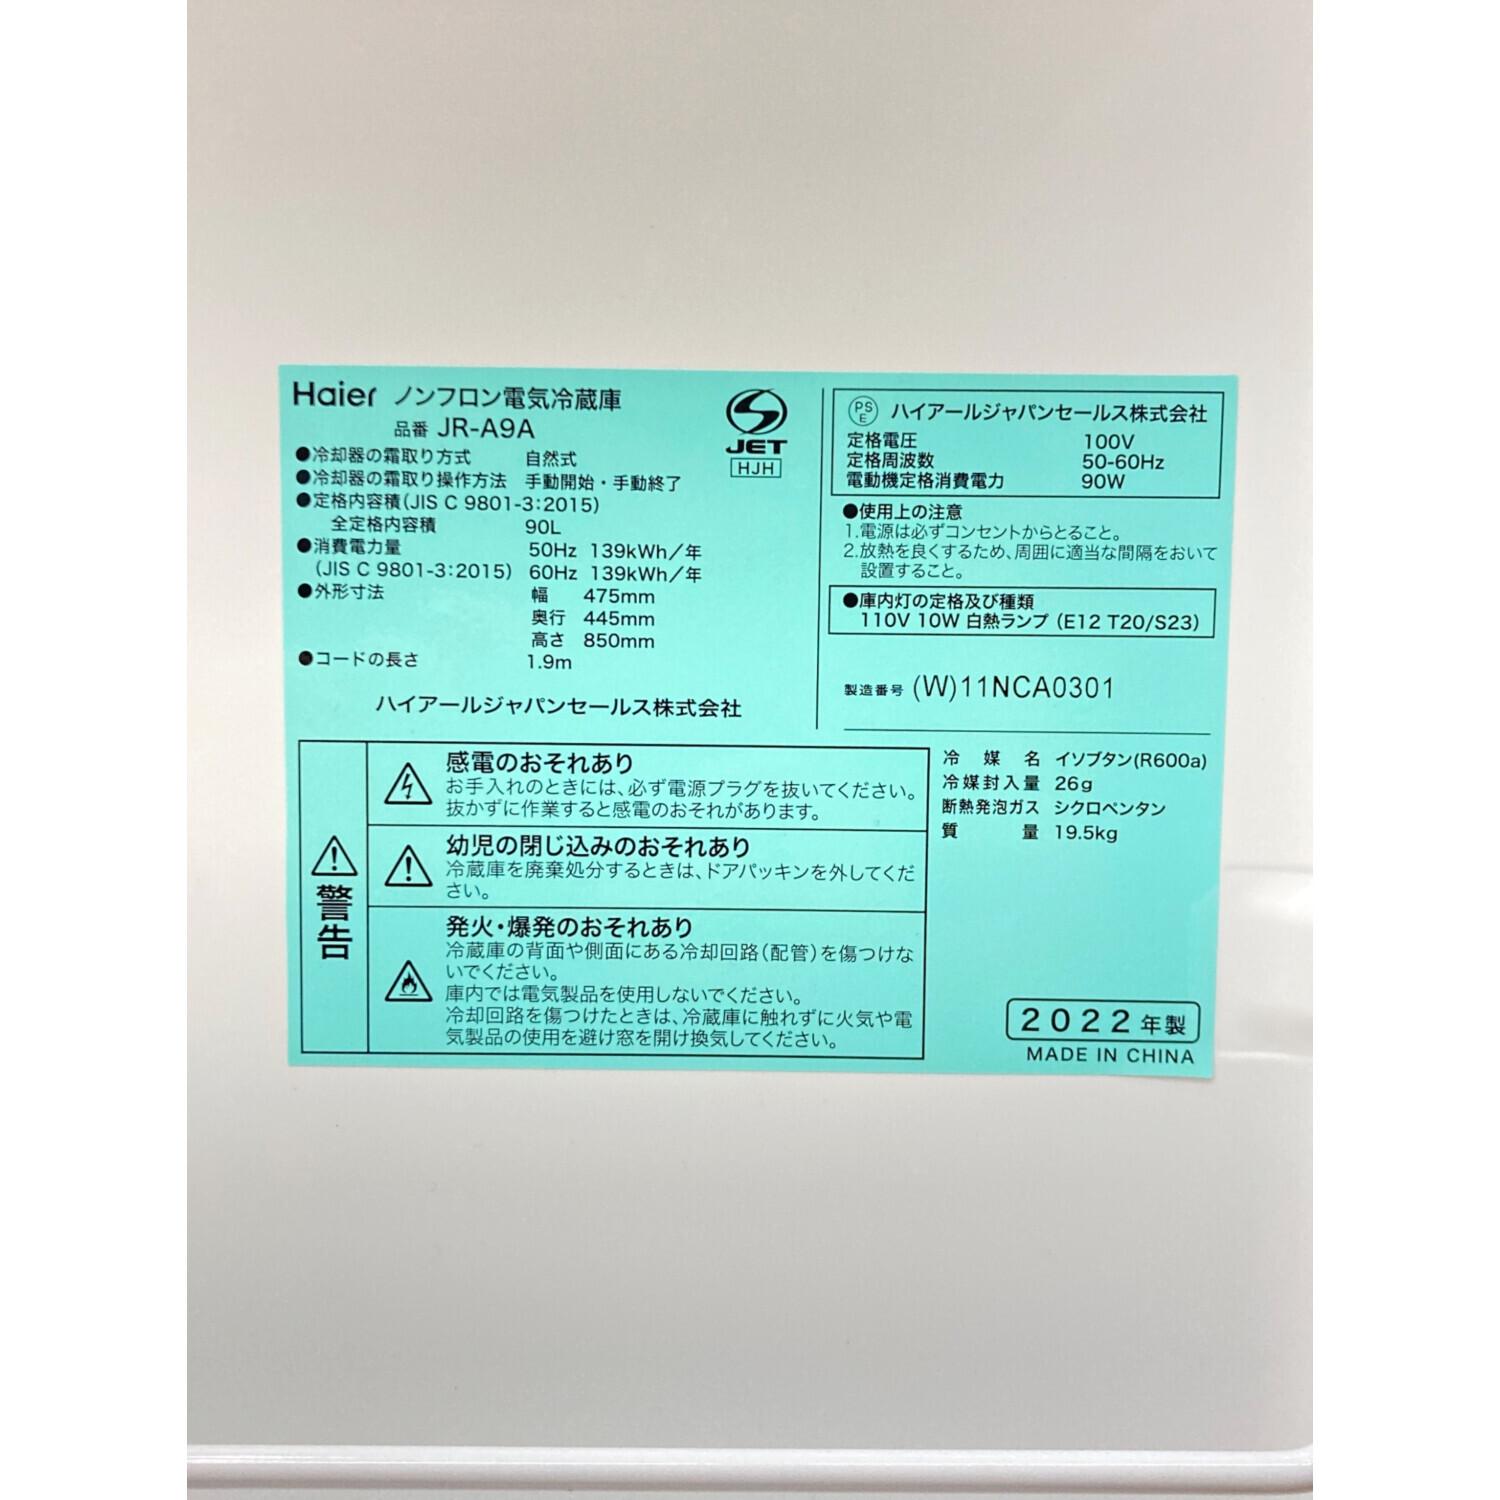 Haier ノンフロン電気冷蔵庫
品番 JR-A9A
●冷却器の霜取り方式 自然式
●冷却器の霜取り操作方法 手動開始・手動終了
●定格内容積(JIS C 9801-3:2015)
全定格内容積 90L
●消費電力量 50Hz 139kWh/年
(JIS C 9801-3:2015) 60Hz 139kWh/年
●外形寸法 幅 475mm
奥行 445mm
高さ 850mm
●コードの長さ 1.9m
ハイアールジャパンセールス株式会社
JET
HJH
PS
E
ハイアールジャパンセールス株式会社
定格電圧 100V
定格周波数 50-60Hz
電動機定格消費電力 90W
●使用上の注意
1.電源は必ずコンセントからとること。
2.放熱を良くするため、周囲に適当な間隔をおいて
設置すること。
●庫内灯の定格及び種類
110V 10W 白熱ランプ (E12 T20/S23)
製造番号 (W)11NCA0301
警告
感電のおそれあり
お手入れのときには、必ず電源プラグを抜いてください。
抜かずに作業すると感電のおそれがあります。
幼児の閉じ込みのおそれあり
冷蔵庫を廃棄処分するときは、ドアパッキンを外してくだ
さい。
発火・爆発のおそれあり
冷蔵庫の背面や側面にある冷却回路(配管)を傷つけな
いでください。
庫内では電気製品を使用しないでください。
冷却回路を傷つけたときは、冷蔵庫に触れずに火気や電
気製品の使用を避け窓を開け換気してください。
冷媒名 イソブタン(R600a)
冷媒封入量 26g
断熱発泡ガス シクロペンタン
質量 19.5kg
2022年製
MADE IN CHINA